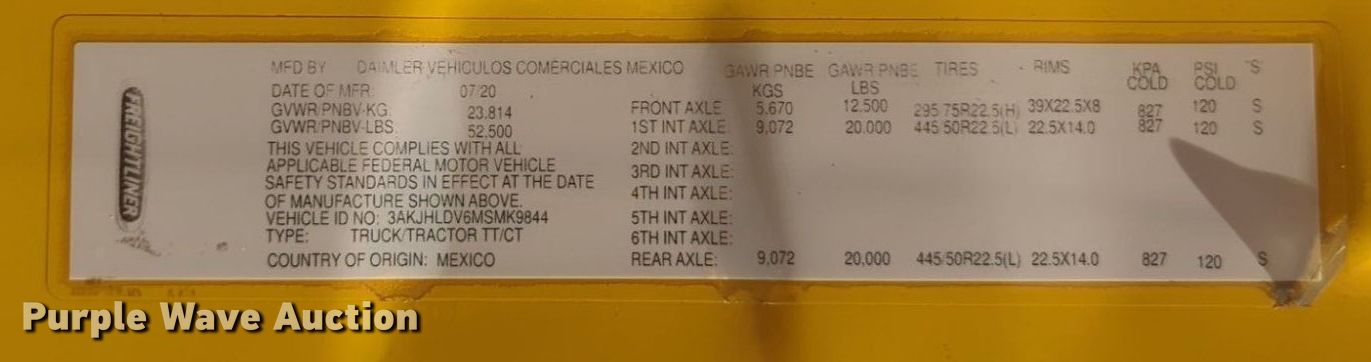 MFD BY DAIMLER VEHICULOS COMERCIALES MEXICO GAWR/PNBE GAWR/PNBE TIRES RIMS KPA PSI "S"
DATE OF MFR: 07/20 KGS LBS COLD COLD
GVWR/PNBV-KG. 23.814 FRONT AXLE 5.670 12.500 295 75R22.5(H) 39X22.5X8 827 120 S
GVWR/PNBV-LBS. 52.500 1ST INT AXLE: 9,072 20.000 445 50R22.5(L) 22.5X14.0 827 120 S
THIS VEHICLE COMPLIES WITH ALL 2ND INT AXLE:
APPLICABLE FEDERAL MOTOR VEHICLE 3RD INT AXLE:
SAFETY STANDARDS IN EFFECT AT THE DATE 4TH INT AXLE:
OF MANUFACTURE SHOWN ABOVE.
VEHICLE ID NO: 3AKJHLDV6MSMK9844 5TH INT AXLE:
TYPE: TRUCK/TRACTOR TT/CT 6TH INT AXLE:
COUNTRY OF ORIGIN: MEXICO REAR AXLE: 9,072 20,000 445/50R22.5(L) 22.5X14.0 827 120 S
FREIGHTLINER
Purple Wave Auction